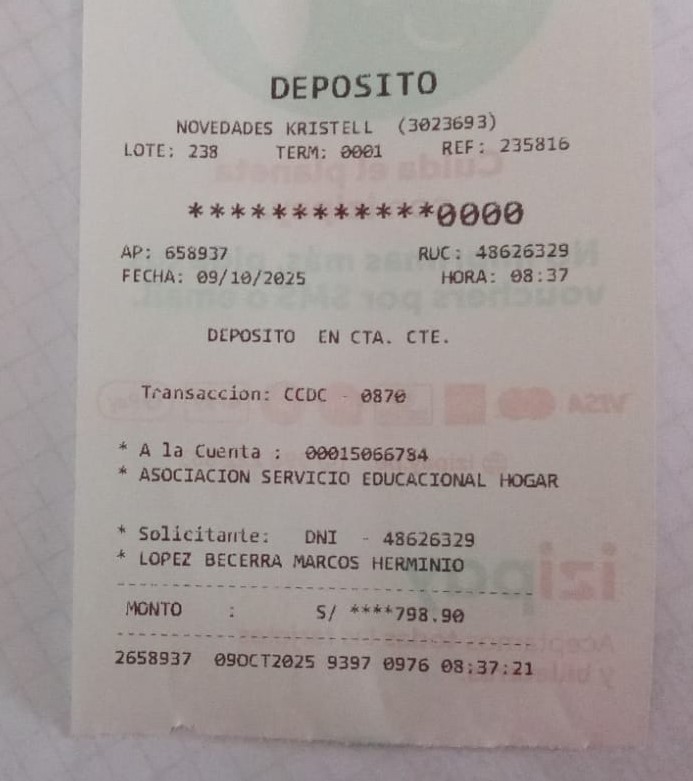 DEPOSITO
NOVEDADES KRISTELL (3023693)
LOTE: 238 TERM: 0001 REF: 235816
************0000
AP: 658937 RUC: 48626329
FECHA: 09/10/2025 HORA: 08:37
DEPOSITO EN CTA. CTE.
Transaccion: CCDC - 0870
* A la Cuenta : 00015066784
* ASOCIACION SERVICIO EDUCACIONAL HOGAR
* Solicitante: DNI - 48626329
* LOPEZ BECERRA MARCOS HERMINIO
MONTO : S/ ****798.90
2658937 09OCT2025 9397 0976 08:37:21